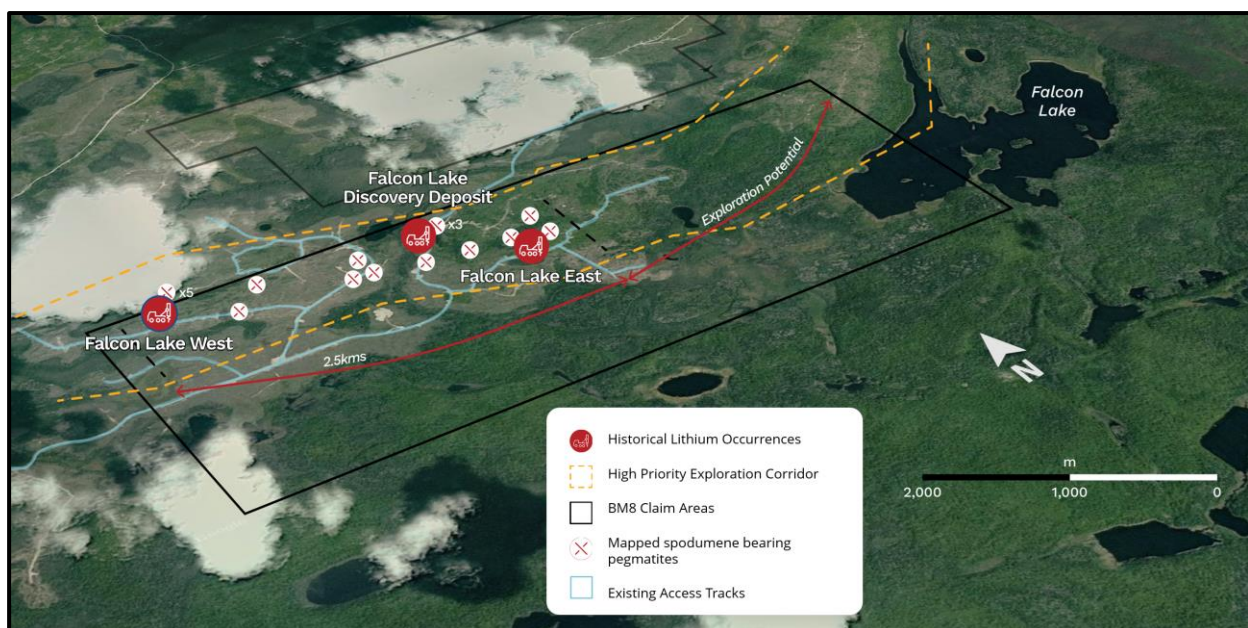 Falcon
Lake
Exploration Potential
Falcon Lake
Discovery Deposit
x3
Falcon Lake East
x5
Falcon Lake West
2.5kms
N
Historical Lithium Occurrences
High Priority Exploration Corridor
BM8 Claim Areas
Mapped spodumene bearing
pegmatites
Existing Access Tracks
m
2,000 1,000 0